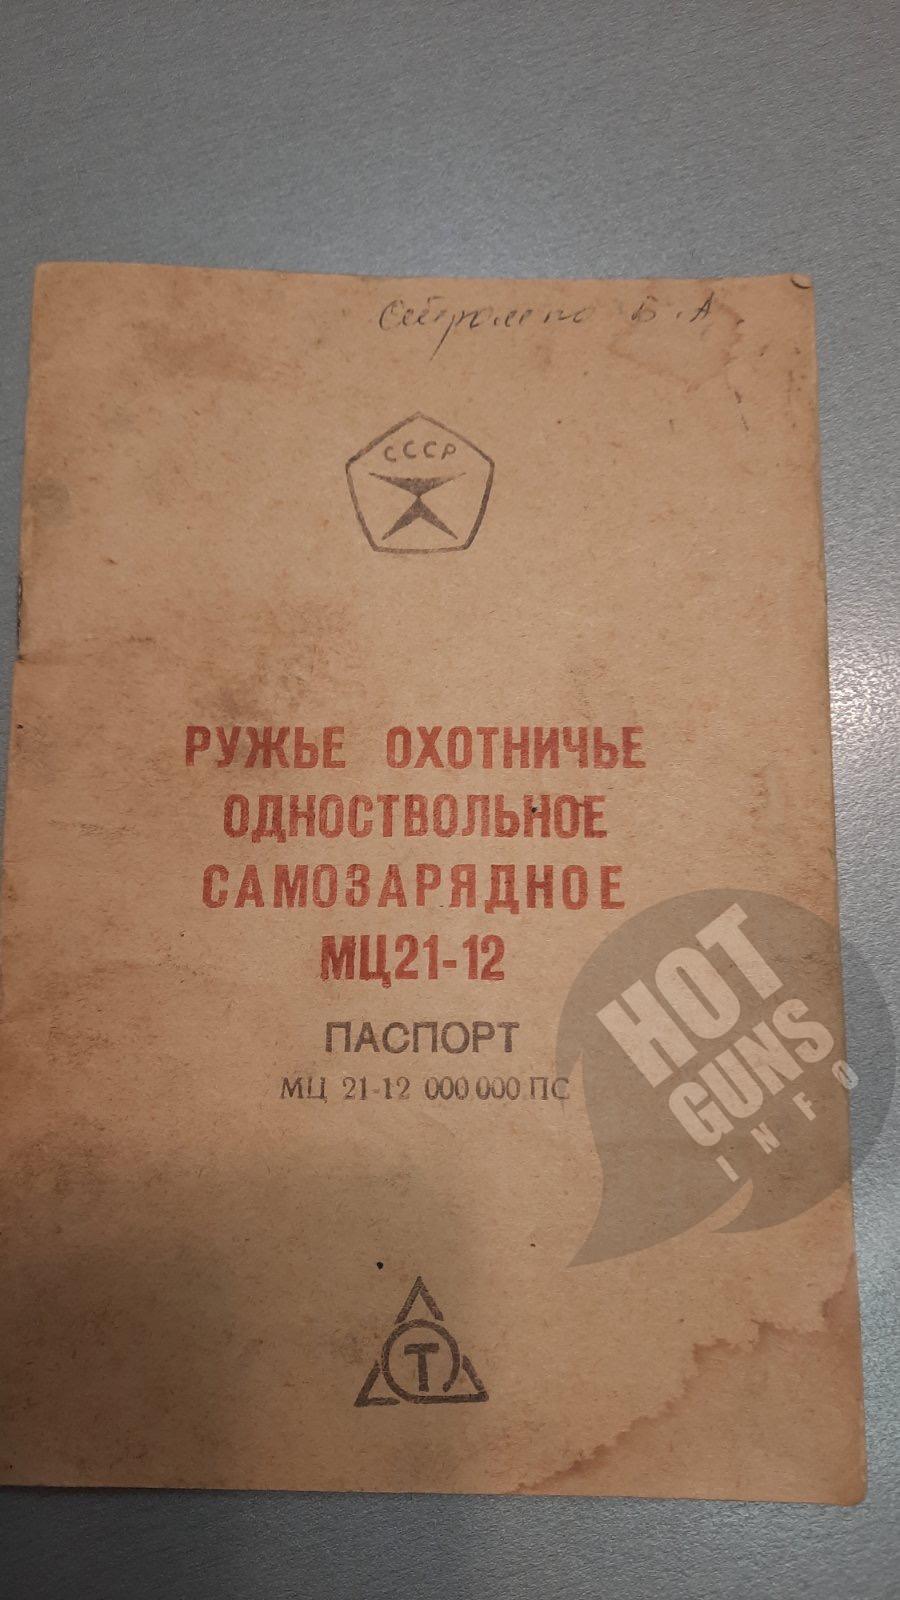 Б. А.
СССР
РУЖЬЕ ОХОТНИЧЬЕ
ОДНОСТВОЛЬНОЕ
САМОЗАРЯДНОЕ
МЦ21-12
ПАСПОРТ
МЦ 21-12 000 000 ПС
HOT
GUNS
INFO
Т